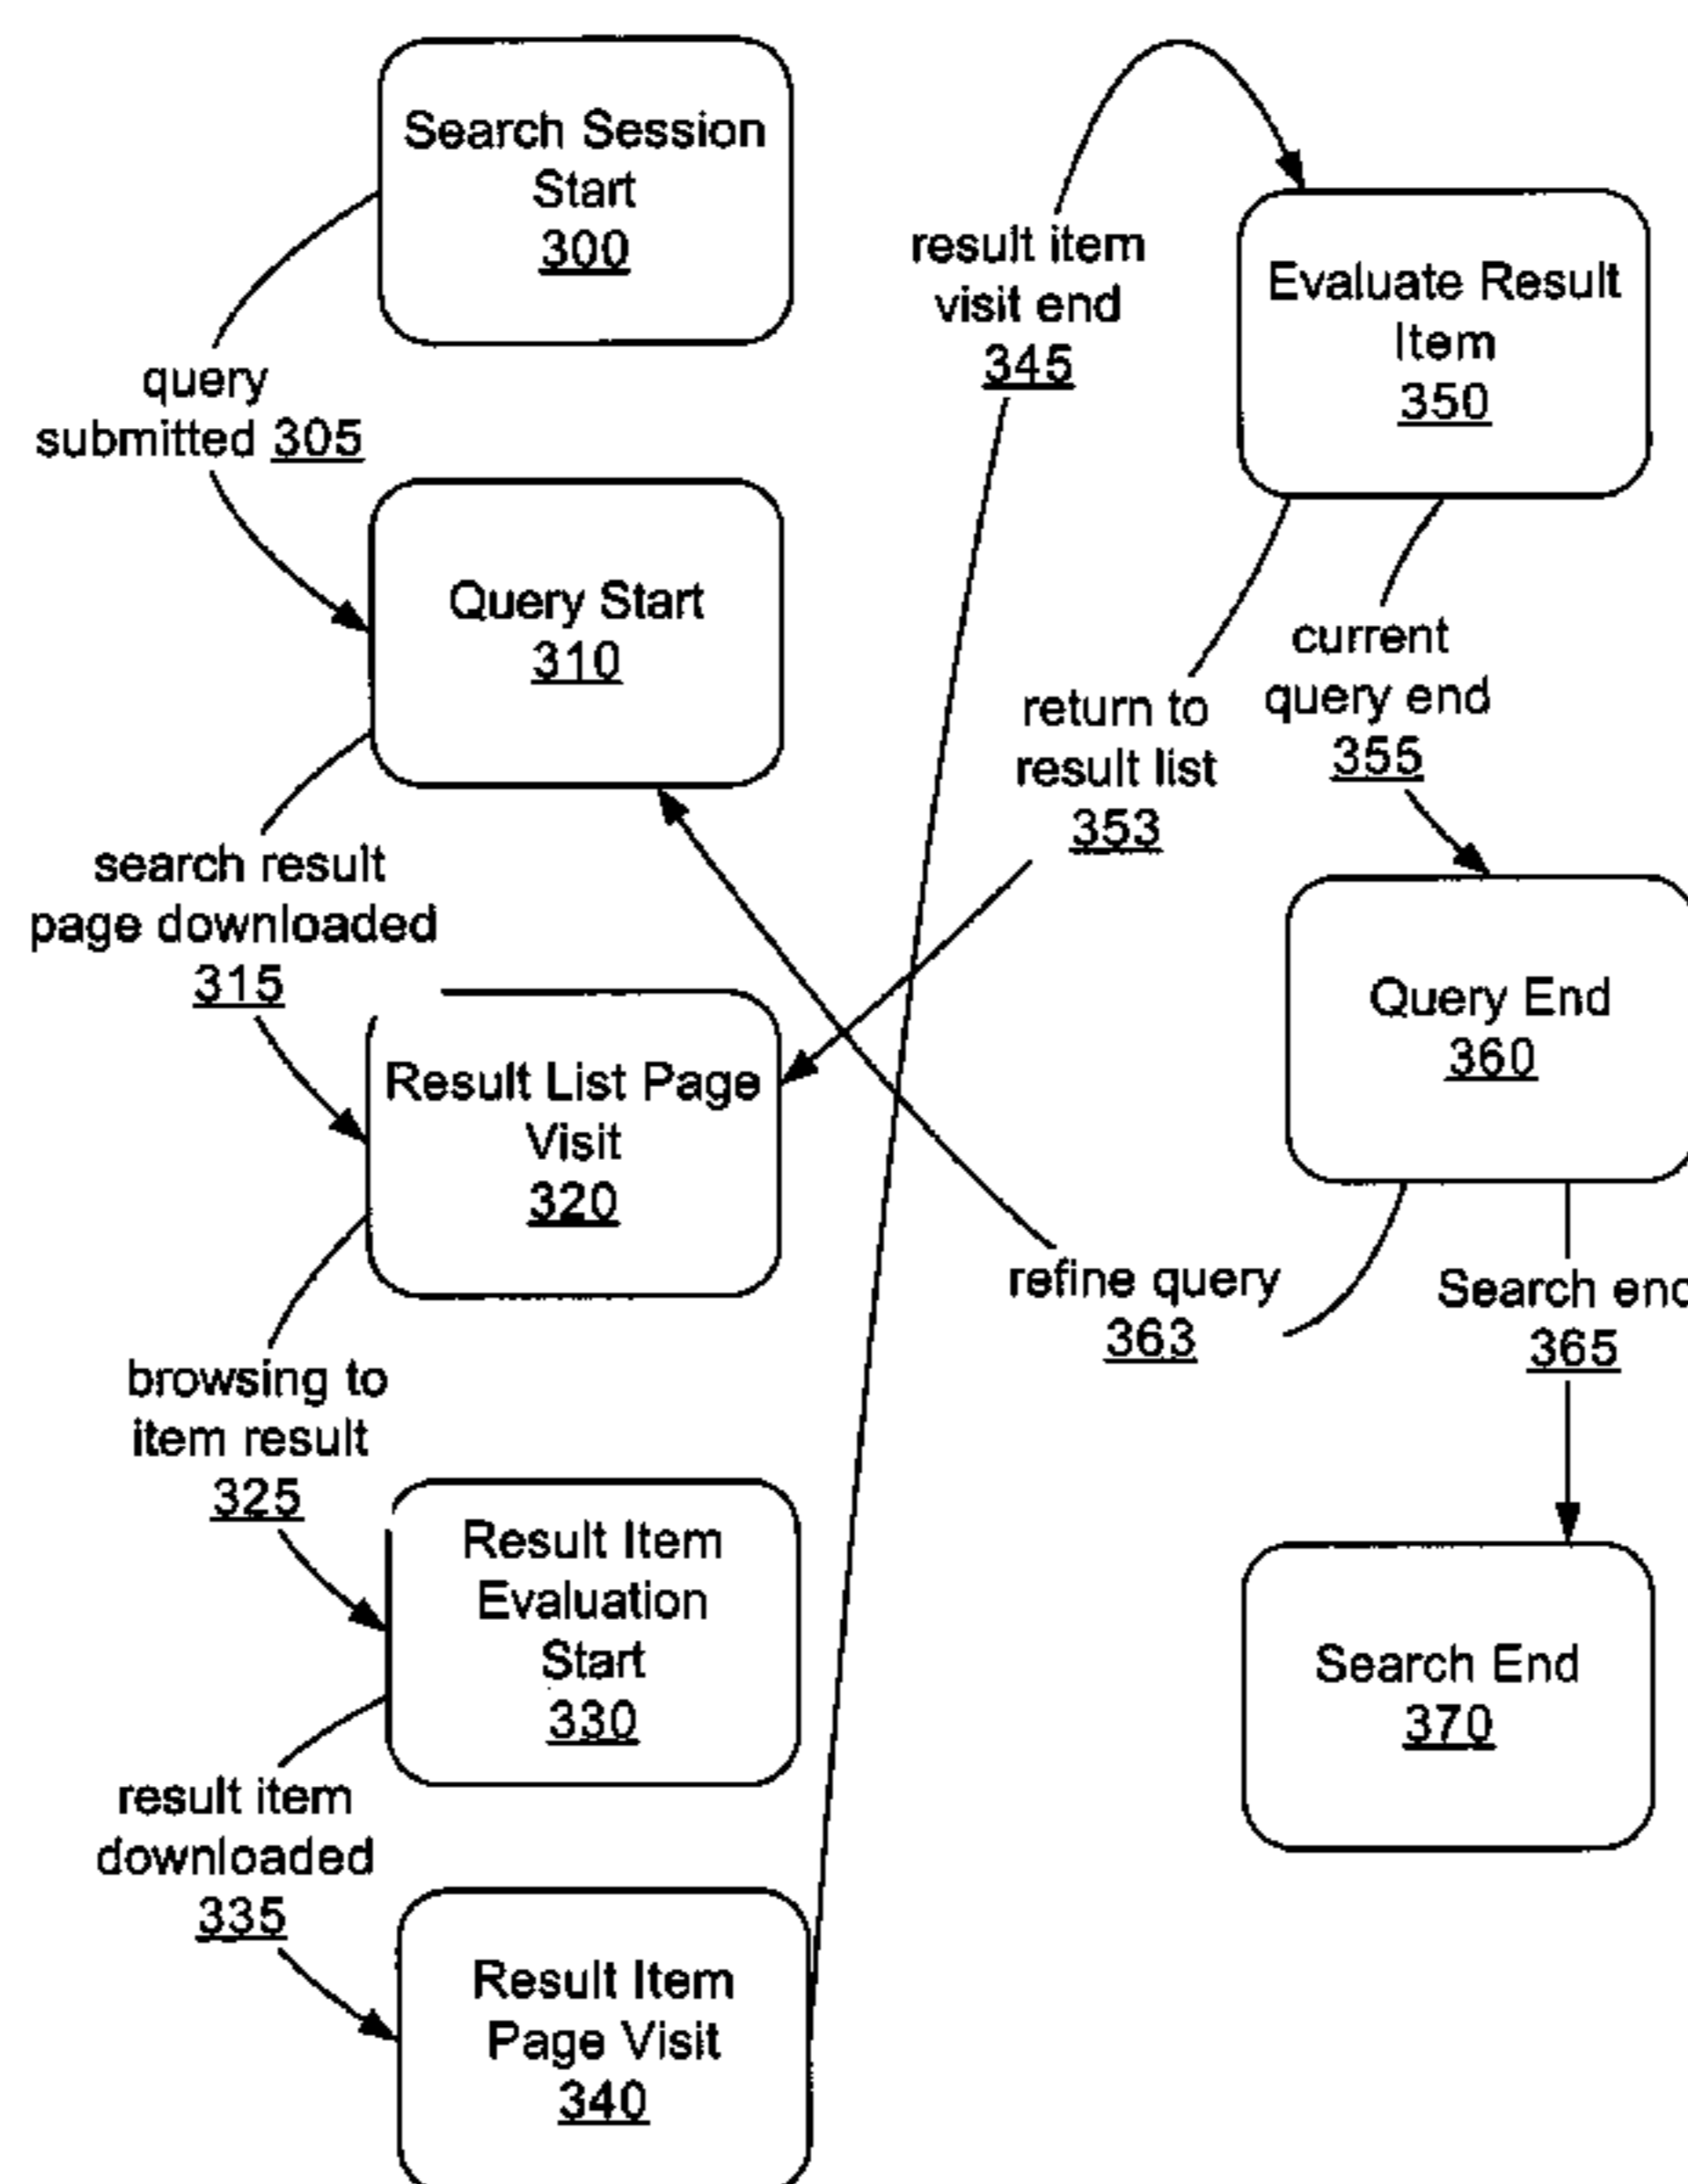 Search Session
Start
300
query
submitted 305
Query Start
310
search result
page downloaded
315
Result List Page
Visit
320
browsing to
item result
325
Result Item
Evaluation
Start
330
result item
downloaded
335
Result Item
Page Visit
340
result item
visit end
345
Evaluate Result
Item
350
return to
result list
353
current
query end
355
Query End
360
refine query
363
Search end
365
Search End
370